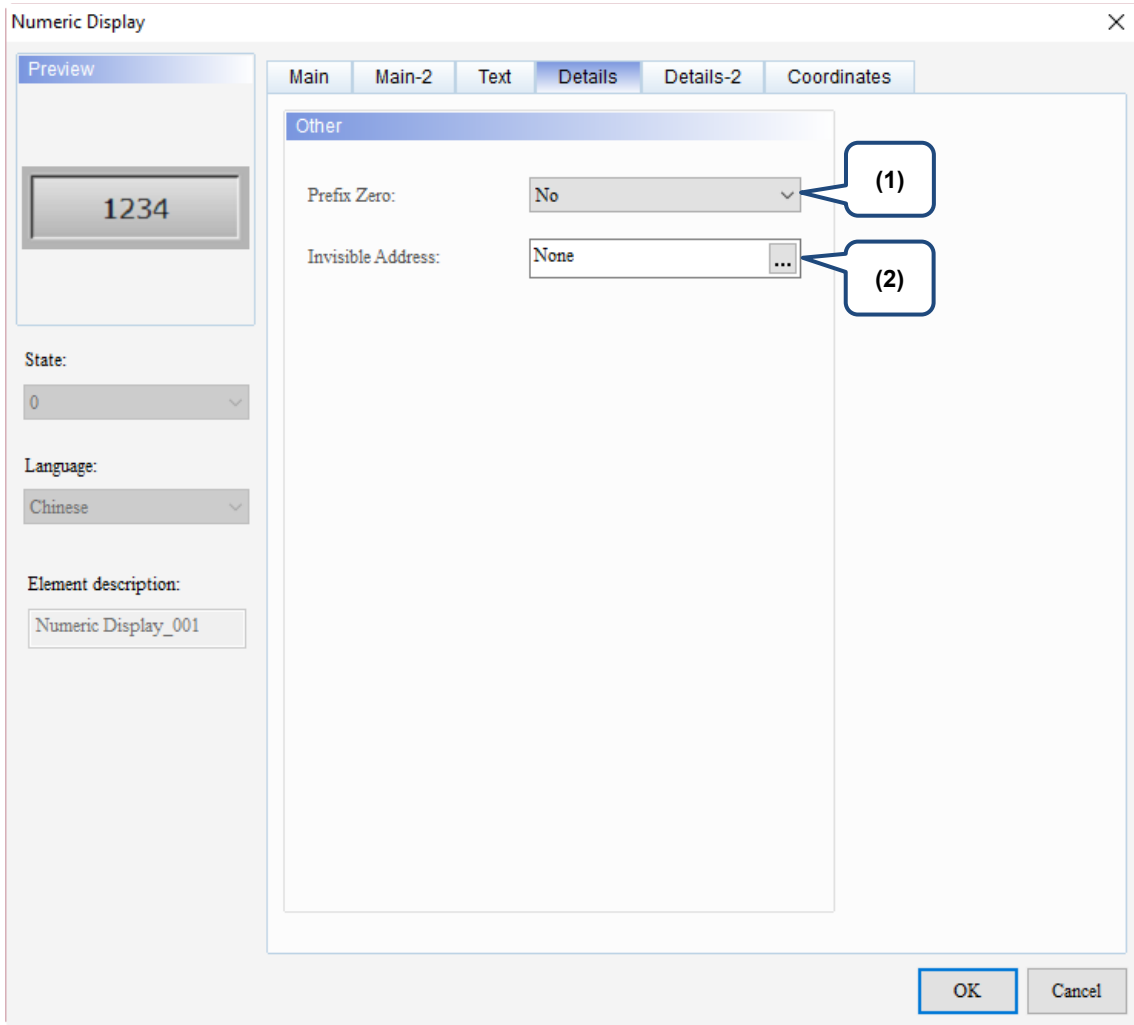 Numeric Display
Preview
1234
State:
0
Language:
Chinese
Element description:
Numeric Display_001
Main Main-2 Text Details Details-2 Coordinates
Other
Prefix Zero: No (1)
Invisible Address: None ... (2)
OK Cancel